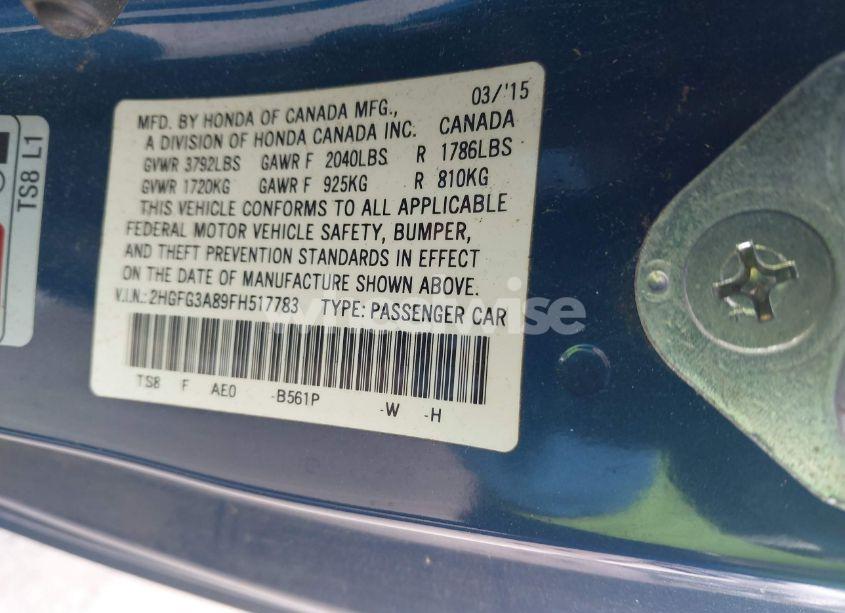 TS8 L1
03/'15
MFD. BY HONDA OF CANADA MFG.,
A DIVISION OF HONDA CANADA INC. CANADA
GVWR 3792LBS GAWR F 2040LBS R 1786LBS
GVWR 1720KG GAWR F 925KG R 810KG
THIS VEHICLE CONFORMS TO ALL APPLICABLE
FEDERAL MOTOR VEHICLE SAFETY, BUMPER,
AND THEFT PREVENTION STANDARDS IN EFFECT
ON THE DATE OF MANUFACTURE SHOWN ABOVE.
V.I.N.: 2HGFG3A89FH517783 TYPE: PASSENGER CAR
TS8 F AE0 -B561P -W -H